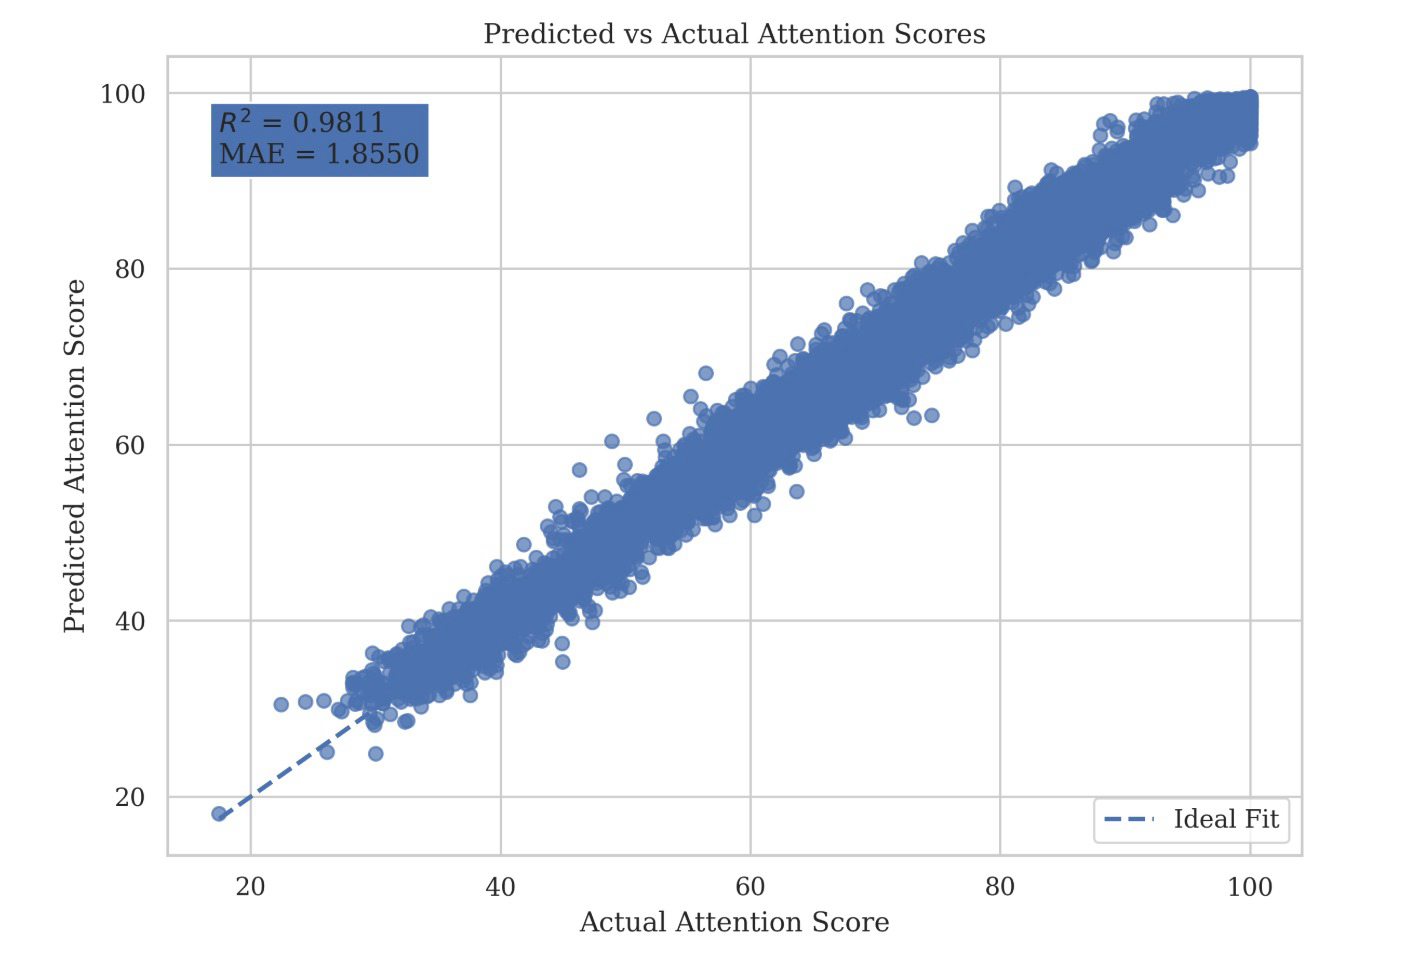 Predicted vs Actual Attention Scores
R² = 0.9811
MAE = 1.8550
Predicted Attention Score
100
80
60
40
20
Ideal Fit
20 40 60 80 100
Actual Attention Score